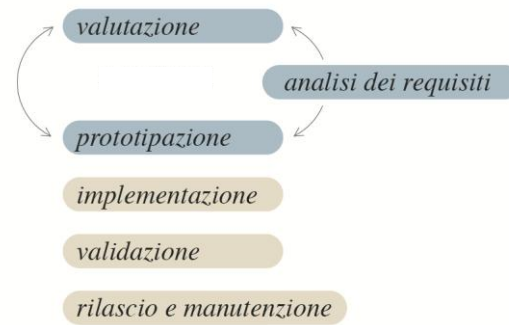 valutazione
analisi dei requisiti
prototipazione
implementazione
validazione
rilascio e manutenzione